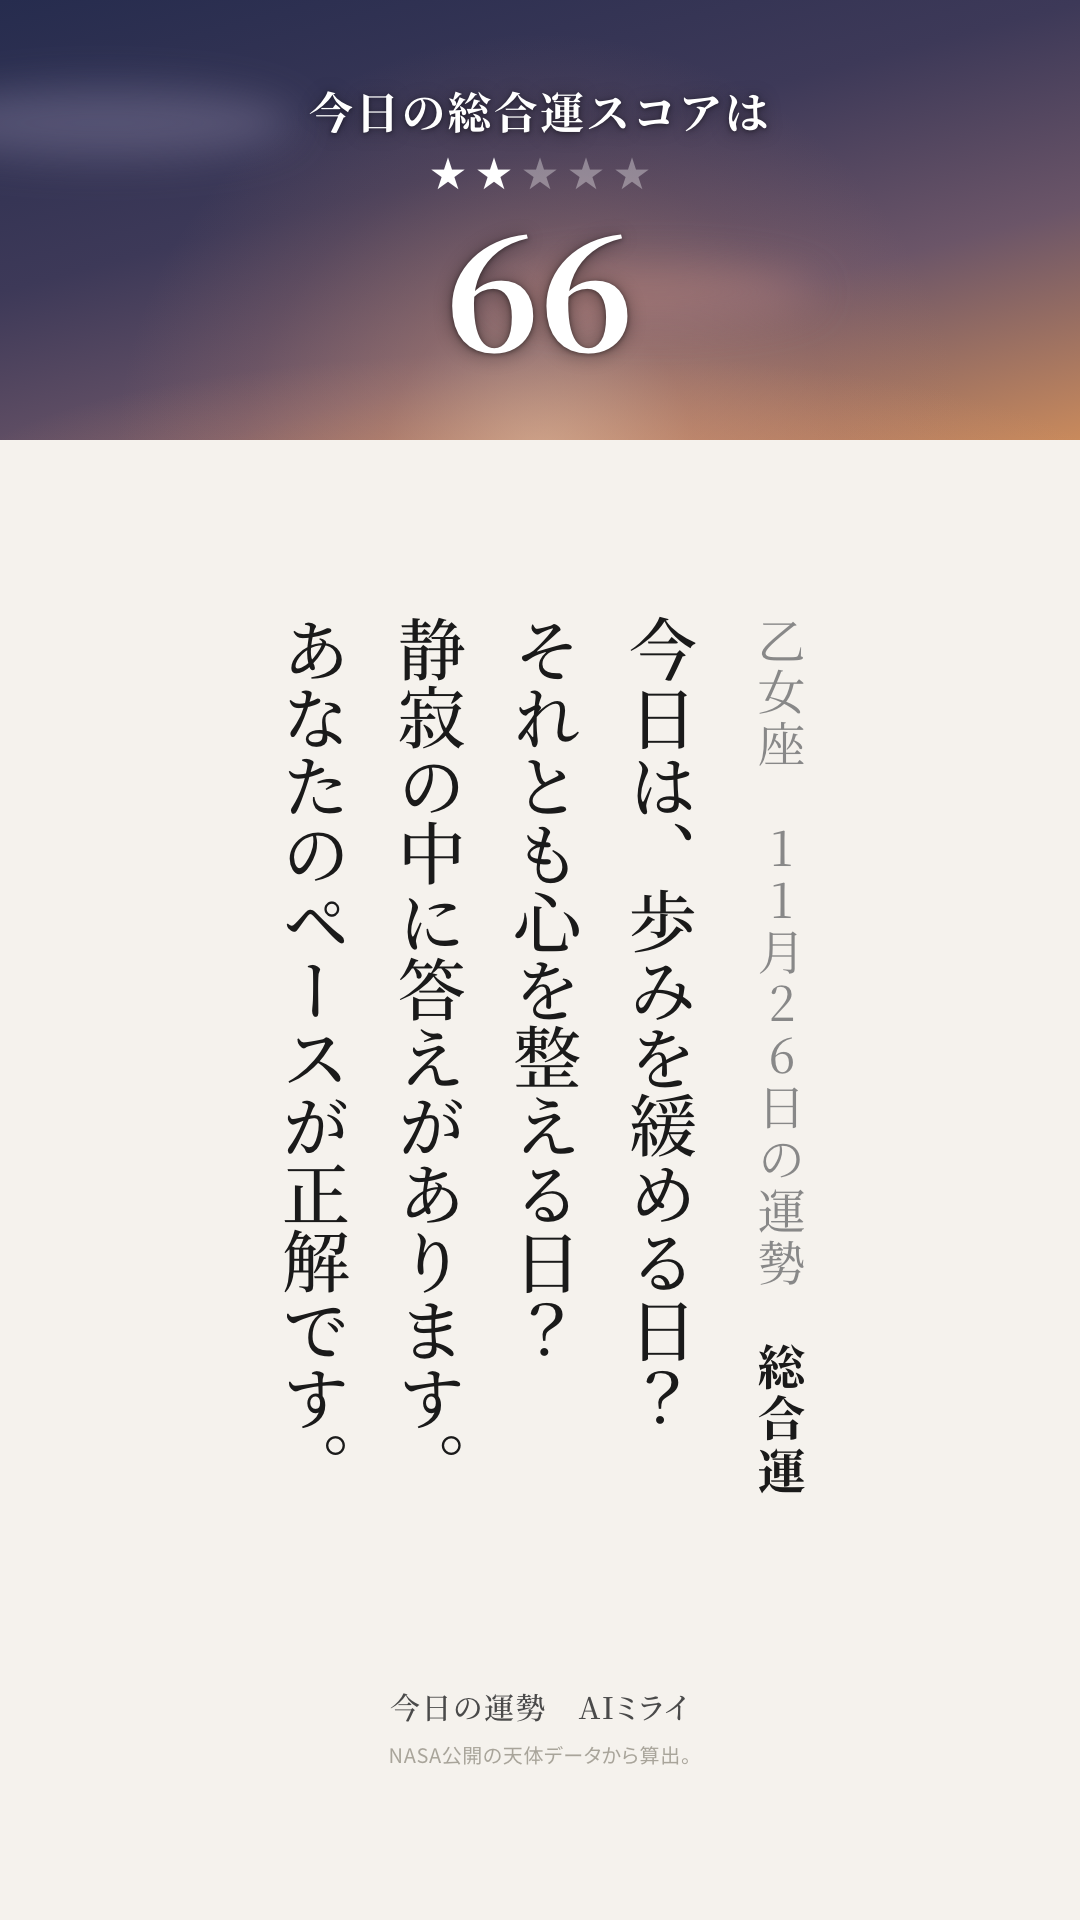 今日の総合運スコアは
★★★★★
66
乙女座　11月26日の運勢　総合運
今日は、歩みを緩める日？
それとも心を整える日？
静寂の中に答えがあります。
あなたのペースが正解です。
今日の運勢　AIミライ
NASA公開の天体データから算出。